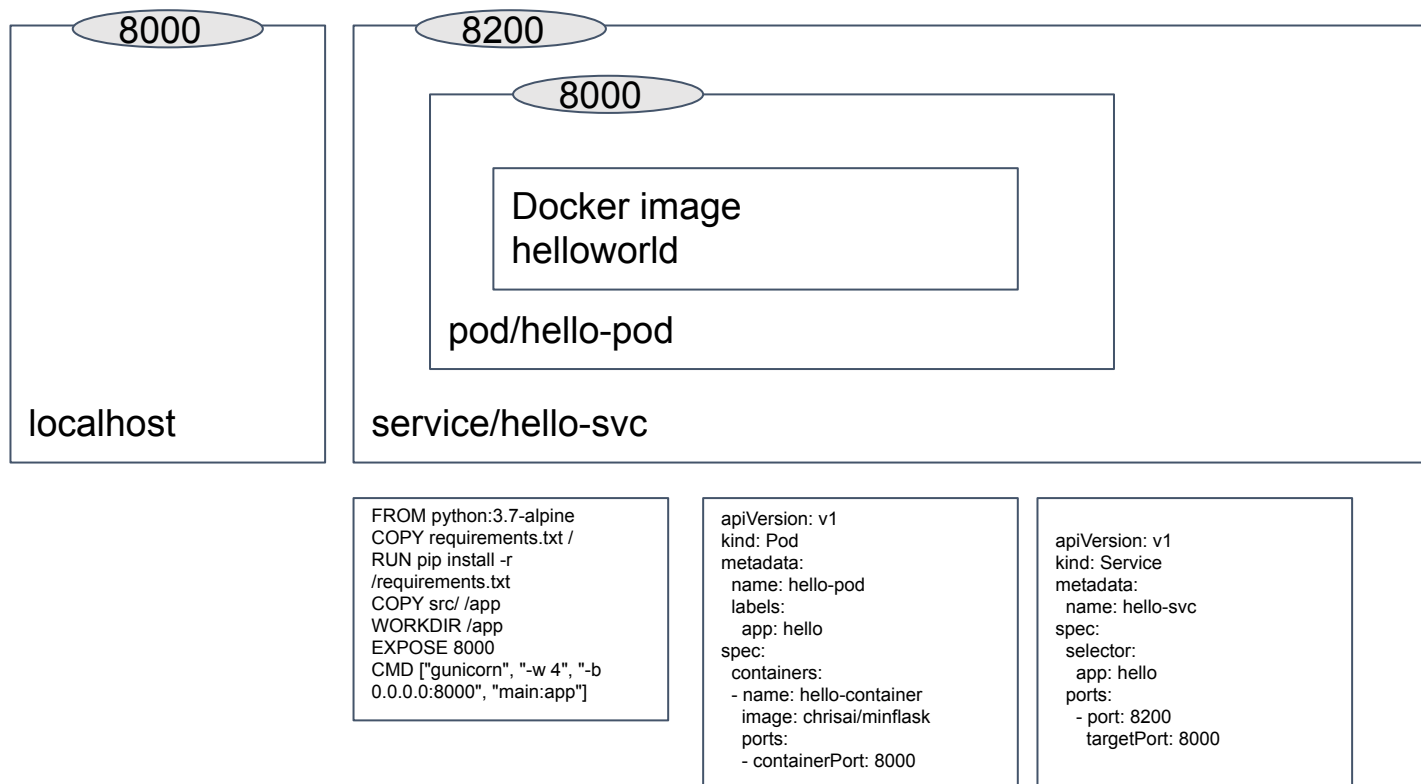 8000
8200
8000
Docker image
helloworld
pod/hello-pod
localhost
service/hello-svc
FROM python:3.7-alpine
COPY requirements.txt /
RUN pip install -r
/requirements.txt
COPY src/ /app
WORKDIR /app
EXPOSE 8000
CMD ["gunicorn", "-w 4", "-b
0.0.0.0:8000", "main:app"]
apiVersion: v1
kind: Pod
metadata:
  name: hello-pod
  labels:
    app: hello
spec:
  containers:
  - name: hello-container
    image: chrisai/minflask
    ports:
    - containerPort: 8000
apiVersion: v1
kind: Service
metadata:
  name: hello-svc
spec:
  selector:
    app: hello
  ports:
    - port: 8200
      targetPort: 8000